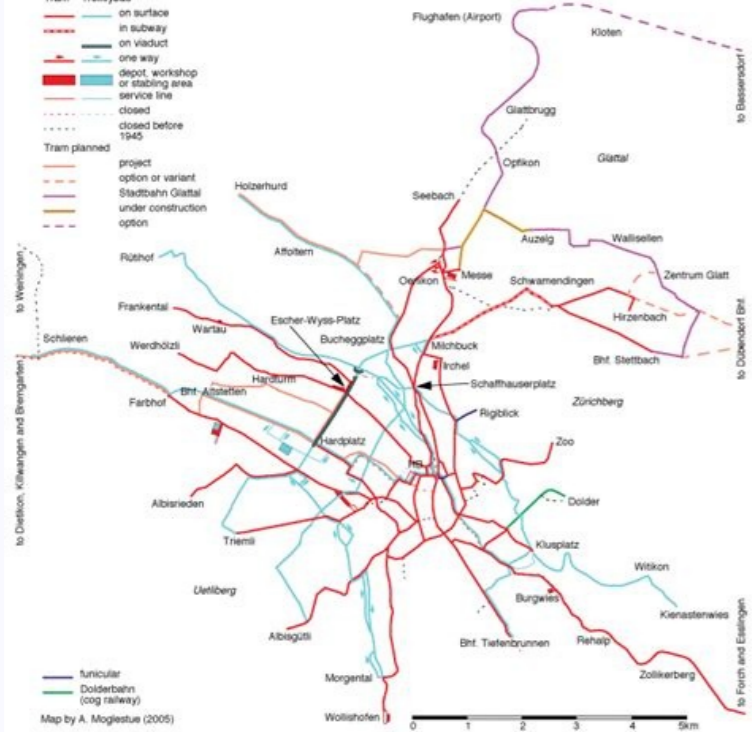 on surface
in subway
on viaduct
one way
depot, workshop
or stabling area
service line
closed
closed before
1945
Tram planned
project
option or variant
Stadtbahn Glattal
under construction
option
Flughafen (Airport)
Kloten
to Bassersdorf
Glattbrugg
Glattal
Opfikon
Holzerhurd
Seebach
Auzelg
Wallisellen
Affoltern
Rütihof
to Weiningen
Oerlikon
Messe
Schwamendingen
Zentrum Glatt
Frankental
Escher-Wyss-Platz
Hirzenbach
Wartau
Bucheggplatz
Milchbuck
to Dübendorf Bhf.
Schlieren
Werdhölzli
Irchel
Bhf. Stettbach
Hardturm
Schaffhauserplatz
Bhf. Altstetten
Zürichberg
Farbhof
Rigiblick
Hardplatz
Zoo
HB
to Dietikon, Killwangen and Bremgarten
Albisrieden
Dolder
Triemli
Klusplatz
Witikon
Uetliberg
Burgwies
Kienastenwies
Albisgütli
Bhf. Tiefenbrunnen
Rehalp
to Forch and Esslingen
funicular
Morgental
Zollikerberg
Dolderbahn
(cog railway)
Map by A. Moglestue (2005)
Wollishofen
0 1 2 3 4 5km